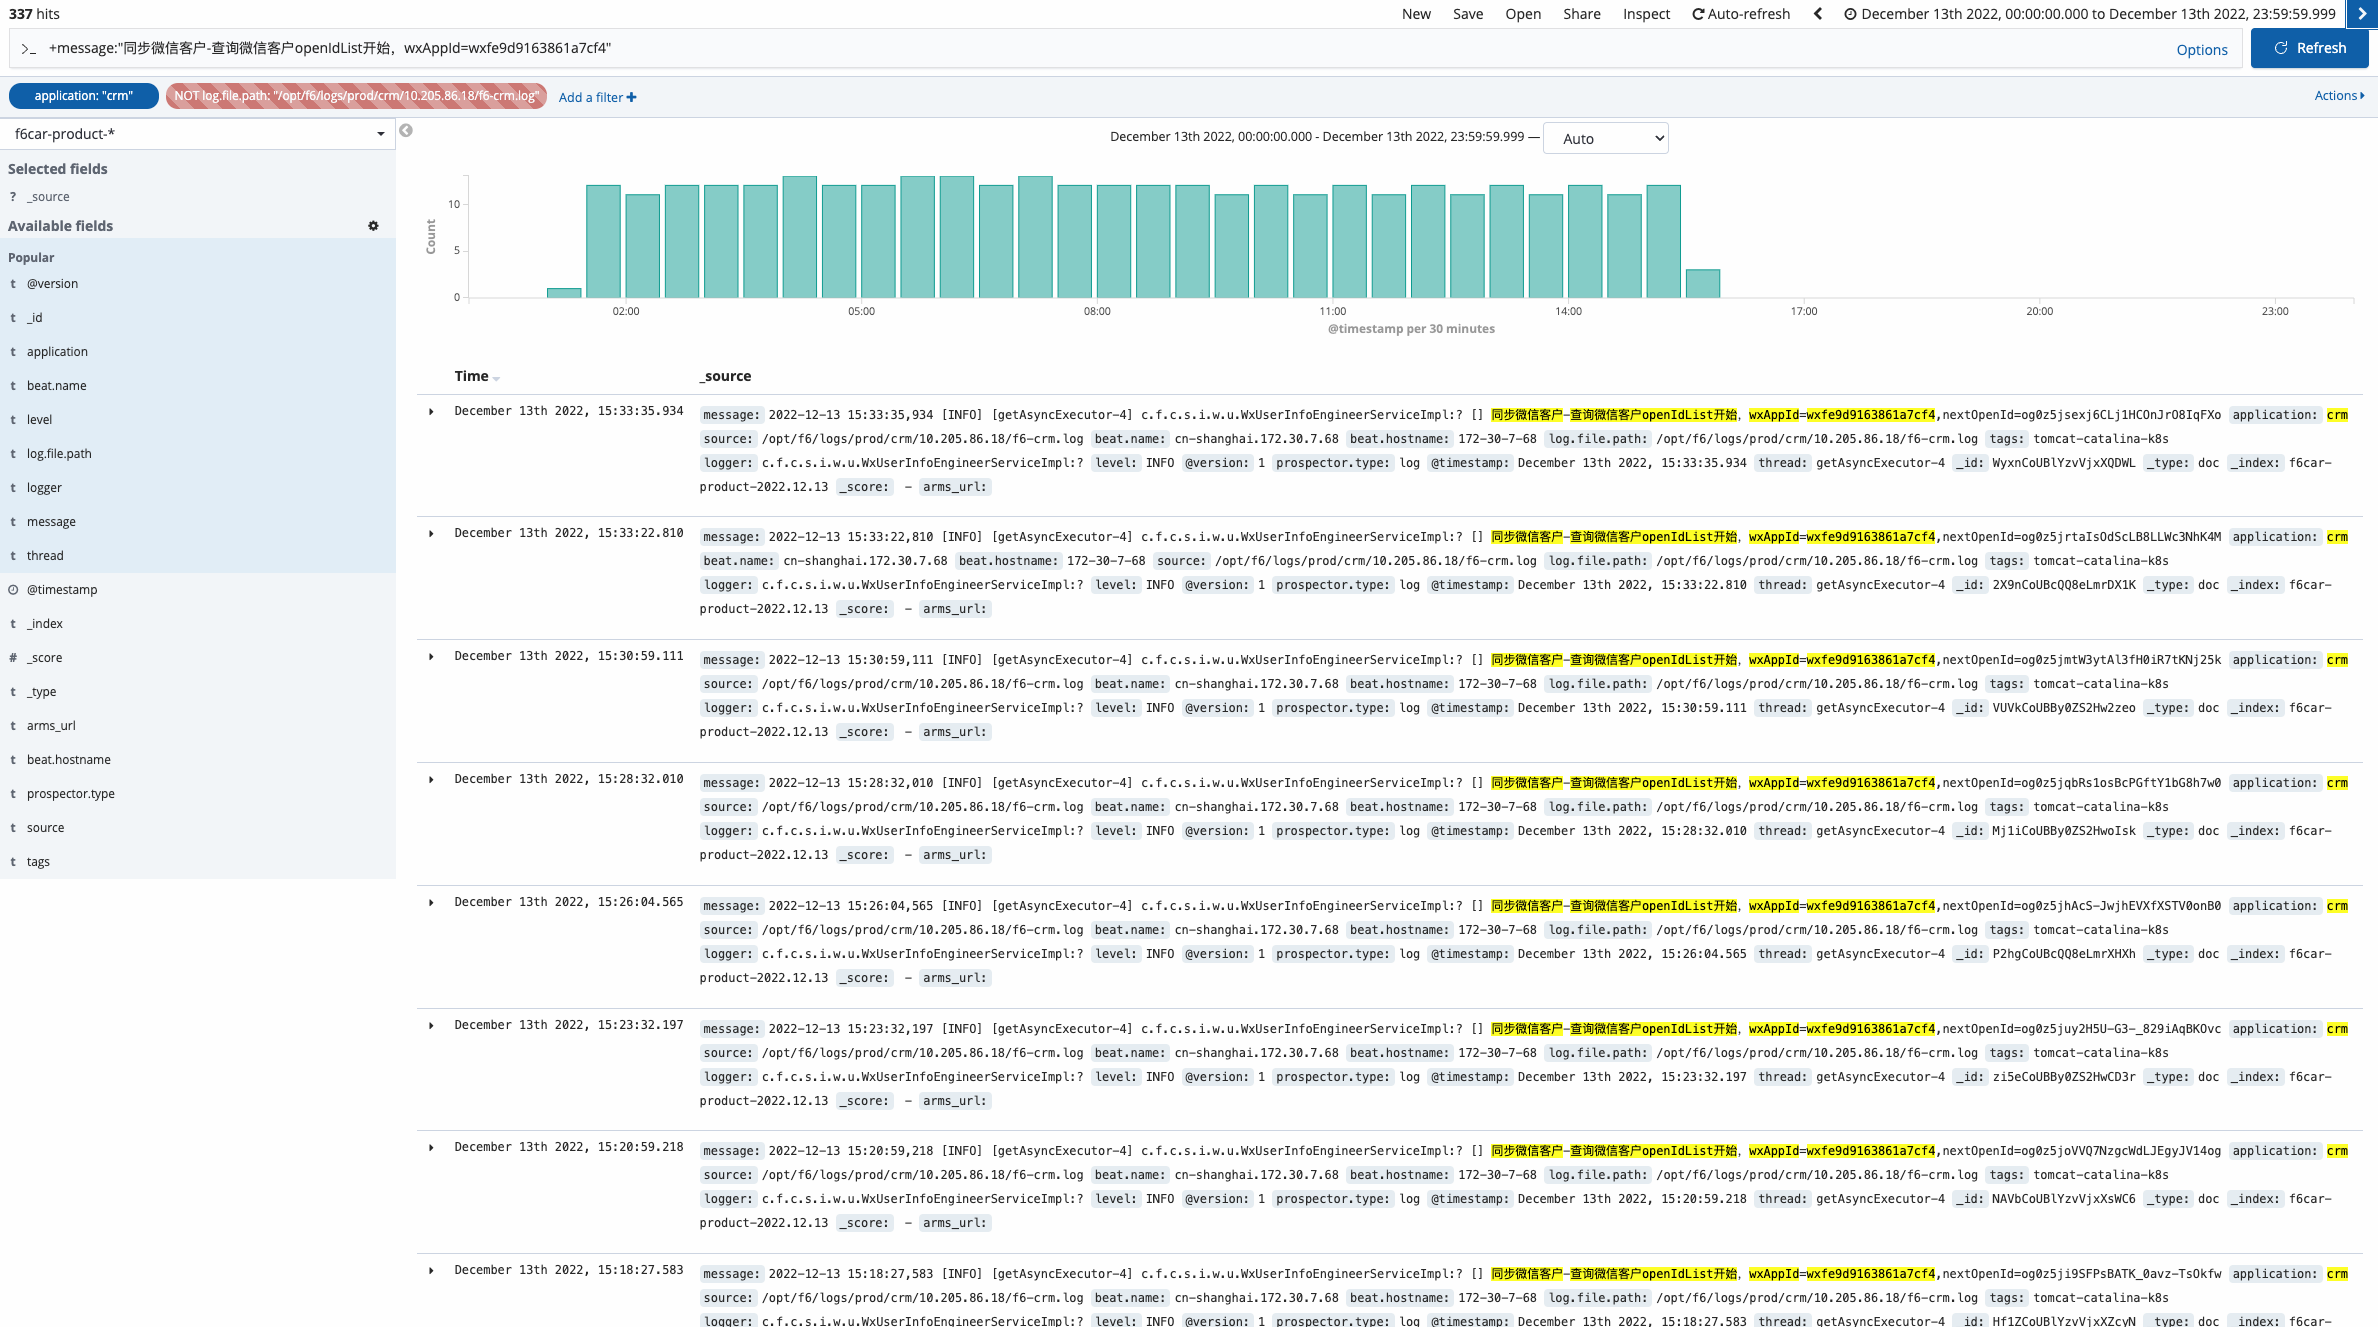 337 hits
New Save Open Share Inspect Auto-refresh December 13th 2022, 00:00:00.000 to December 13th 2022, 23:59:59.999
>_ +message:"同步微信客户-查询微信客户openIdList开始，wxAppId=wxfe9d9163861a7cf4" Options Refresh
application: "crm" NOT log.file.path: "/opt/f6/logs/prod/crm/10.205.86.18/f6-crm.log" Add a filter + Actions
f6car-product-*
Selected fields
? _source
Available fields
Popular
t @version
t _id
t application
t beat.name
t level
t log.file.path
t logger
t message
t thread
@timestamp
t _index
# _score
t _type
t arms_url
t beat.hostname
t prospector.type
t source
t tags
December 13th 2022, 00:00:00.000 - December 13th 2022, 23:59:59.999 — Auto
Count
10
5
0
02:00 05:00 08:00 11:00 14:00 17:00 20:00 23:00
@timestamp per 30 minutes
Time _source
December 13th 2022, 15:33:35.934 message: 2022-12-13 15:33:35,934 [INFO] [getAsyncExecutor-4] c.f.c.s.i.w.u.WxUserInfoEngineerServiceImpl:? [] 同步微信客户-查询微信客户openIdList开始，wxAppId=wxfe9d9163861a7cf4,nextOpenId=og0z5jsexj6CLj1HCOnJrO8IqFXo application: crm
source: /opt/f6/logs/prod/crm/10.205.86.18/f6-crm.log beat.name: cn-shanghai.172.30.7.68 beat.hostname: 172-30-7-68 log.file.path: /opt/f6/logs/prod/crm/10.205.86.18/f6-crm.log tags: tomcat-catalina-k8s
logger: c.f.c.s.i.w.u.WxUserInfoEngineerServiceImpl:? level: INFO @version: 1 prospector.type: log @timestamp: December 13th 2022, 15:33:35.934 thread: getAsyncExecutor-4 _id: WyxnCoUBlYzvVjxXQDWL _type: doc _index: f6car-
product-2022.12.13 _score: - arms_url:
December 13th 2022, 15:33:22.810 message: 2022-12-13 15:33:22,810 [INFO] [getAsyncExecutor-4] c.f.c.s.i.w.u.WxUserInfoEngineerServiceImpl:? [] 同步微信客户-查询微信客户openIdList开始，wxAppId=wxfe9d9163861a7cf4,nextOpenId=og0z5jrtaIsOdScLB8LLWc3NhK4M application: crm
beat.name: cn-shanghai.172.30.7.68 beat.hostname: 172-30-7-68 source: /opt/f6/logs/prod/crm/10.205.86.18/f6-crm.log log.file.path: /opt/f6/logs/prod/crm/10.205.86.18/f6-crm.log tags: tomcat-catalina-k8s
logger: c.f.c.s.i.w.u.WxUserInfoEngineerServiceImpl:? level: INFO @version: 1 prospector.type: log @timestamp: December 13th 2022, 15:33:22.810 thread: getAsyncExecutor-4 _id: 2X9nCoUBcQQ8eLmrDX1K _type: doc _index: f6car-
product-2022.12.13 _score: - arms_url:
December 13th 2022, 15:30:59.111 message: 2022-12-13 15:30:59,111 [INFO] [getAsyncExecutor-4] c.f.c.s.i.w.u.WxUserInfoEngineerServiceImpl:? [] 同步微信客户-查询微信客户openIdList开始，wxAppId=wxfe9d9163861a7cf4,nextOpenId=og0z5jmtW3ytAl3fH0iR7tKNj25k application: crm
source: /opt/f6/logs/prod/crm/10.205.86.18/f6-crm.log beat.name: cn-shanghai.172.30.7.68 beat.hostname: 172-30-7-68 log.file.path: /opt/f6/logs/prod/crm/10.205.86.18/f6-crm.log tags: tomcat-catalina-k8s
logger: c.f.c.s.i.w.u.WxUserInfoEngineerServiceImpl:? level: INFO @version: 1 prospector.type: log @timestamp: December 13th 2022, 15:30:59.111 thread: getAsyncExecutor-4 _id: VUVkCoUBBy0ZS2Hw2zeo _type: doc _index: f6car-
product-2022.12.13 _score: - arms_url:
December 13th 2022, 15:28:32.010 message: 2022-12-13 15:28:32,010 [INFO] [getAsyncExecutor-4] c.f.c.s.i.w.u.WxUserInfoEngineerServiceImpl:? [] 同步微信客户-查询微信客户openIdList开始，wxAppId=wxfe9d9163861a7cf4,nextOpenId=og0z5jqbRs1osBcPGftY1bG8h7w0 application: crm
source: /opt/f6/logs/prod/crm/10.205.86.18/f6-crm.log beat.name: cn-shanghai.172.30.7.68 beat.hostname: 172-30-7-68 log.file.path: /opt/f6/logs/prod/crm/10.205.86.18/f6-crm.log tags: tomcat-catalina-k8s
logger: c.f.c.s.i.w.u.WxUserInfoEngineerServiceImpl:? level: INFO @version: 1 prospector.type: log @timestamp: December 13th 2022, 15:28:32.010 thread: getAsyncExecutor-4 _id: Mj1iCoUBBy0ZS2HwoIsk _type: doc _index: f6car-
product-2022.12.13 _score: - arms_url:
December 13th 2022, 15:26:04.565 message: 2022-12-13 15:26:04,565 [INFO] [getAsyncExecutor-4] c.f.c.s.i.w.u.WxUserInfoEngineerServiceImpl:? [] 同步微信客户-查询微信客户openIdList开始，wxAppId=wxfe9d9163861a7cf4,nextOpenId=og0z5jhAcS-JwjhEVXfXSTV0onB0 application: crm
source: /opt/f6/logs/prod/crm/10.205.86.18/f6-crm.log beat.name: cn-shanghai.172.30.7.68 beat.hostname: 172-30-7-68 log.file.path: /opt/f6/logs/prod/crm/10.205.86.18/f6-crm.log tags: tomcat-catalina-k8s
logger: c.f.c.s.i.w.u.WxUserInfoEngineerServiceImpl:? level: INFO @version: 1 prospector.type: log @timestamp: December 13th 2022, 15:26:04.565 thread: getAsyncExecutor-4 _id: P2hgCoUBcQQ8eLmrXHXh _type: doc _index: f6car-
product-2022.12.13 _score: - arms_url:
December 13th 2022, 15:23:32.197 message: 2022-12-13 15:23:32,197 [INFO] [getAsyncExecutor-4] c.f.c.s.i.w.u.WxUserInfoEngineerServiceImpl:? [] 同步微信客户-查询微信客户openIdList开始，wxAppId=wxfe9d9163861a7cf4,nextOpenId=og0z5juy2H5U-G3-_829iAqBKOvc application: crm
source: /opt/f6/logs/prod/crm/10.205.86.18/f6-crm.log beat.name: cn-shanghai.172.30.7.68 beat.hostname: 172-30-7-68 log.file.path: /opt/f6/logs/prod/crm/10.205.86.18/f6-crm.log tags: tomcat-catalina-k8s
logger: c.f.c.s.i.w.u.WxUserInfoEngineerServiceImpl:? level: INFO @version: 1 prospector.type: log @timestamp: December 13th 2022, 15:23:32.197 thread: getAsyncExecutor-4 _id: zi5eCoUBBy0ZS2HwCD3r _type: doc _index: f6car-
product-2022.12.13 _score: - arms_url:
December 13th 2022, 15:20:59.218 message: 2022-12-13 15:20:59,218 [INFO] [getAsyncExecutor-4] c.f.c.s.i.w.u.WxUserInfoEngineerServiceImpl:? [] 同步微信客户-查询微信客户openIdList开始，wxAppId=wxfe9d9163861a7cf4,nextOpenId=og0z5joVVQ7NzgcWdLJEgyJV14og application: crm
source: /opt/f6/logs/prod/crm/10.205.86.18/f6-crm.log beat.name: cn-shanghai.172.30.7.68 beat.hostname: 172-30-7-68 log.file.path: /opt/f6/logs/prod/crm/10.205.86.18/f6-crm.log tags: tomcat-catalina-k8s
logger: c.f.c.s.i.w.u.WxUserInfoEngineerServiceImpl:? level: INFO @version: 1 prospector.type: log @timestamp: December 13th 2022, 15:20:59.218 thread: getAsyncExecutor-4 _id: NAVbCoUBlYzvVjxXsWC6 _type: doc _index: f6car-
product-2022.12.13 _score: - arms_url:
December 13th 2022, 15:18:27.583 message: 2022-12-13 15:18:27,583 [INFO] [getAsyncExecutor-4] c.f.c.s.i.w.u.WxUserInfoEngineerServiceImpl:? [] 同步微信客户-查询微信客户openIdList开始，wxAppId=wxfe9d9163861a7cf4,nextOpenId=og0z5ji9SFPsBATK_0avz-TsOkfw application: crm
source: /opt/f6/logs/prod/crm/10.205.86.18/f6-crm.log beat.name: cn-shanghai.172.30.7.68 beat.hostname: 172-30-7-68 log.file.path: /opt/f6/logs/prod/crm/10.205.86.18/f6-crm.log tags: tomcat-catalina-k8s
logger: c.f.c.s.i.w.u.WxUserInfoEngineerServiceImpl:? level: INFO @version: 1 prospector.type: log @timestamp: December 13th 2022, 15:18:27.583 thread: getAsyncExecutor-4 _id: Hf1ZCoUBlYzvVjxXZcyN _type: doc _index: f6car-